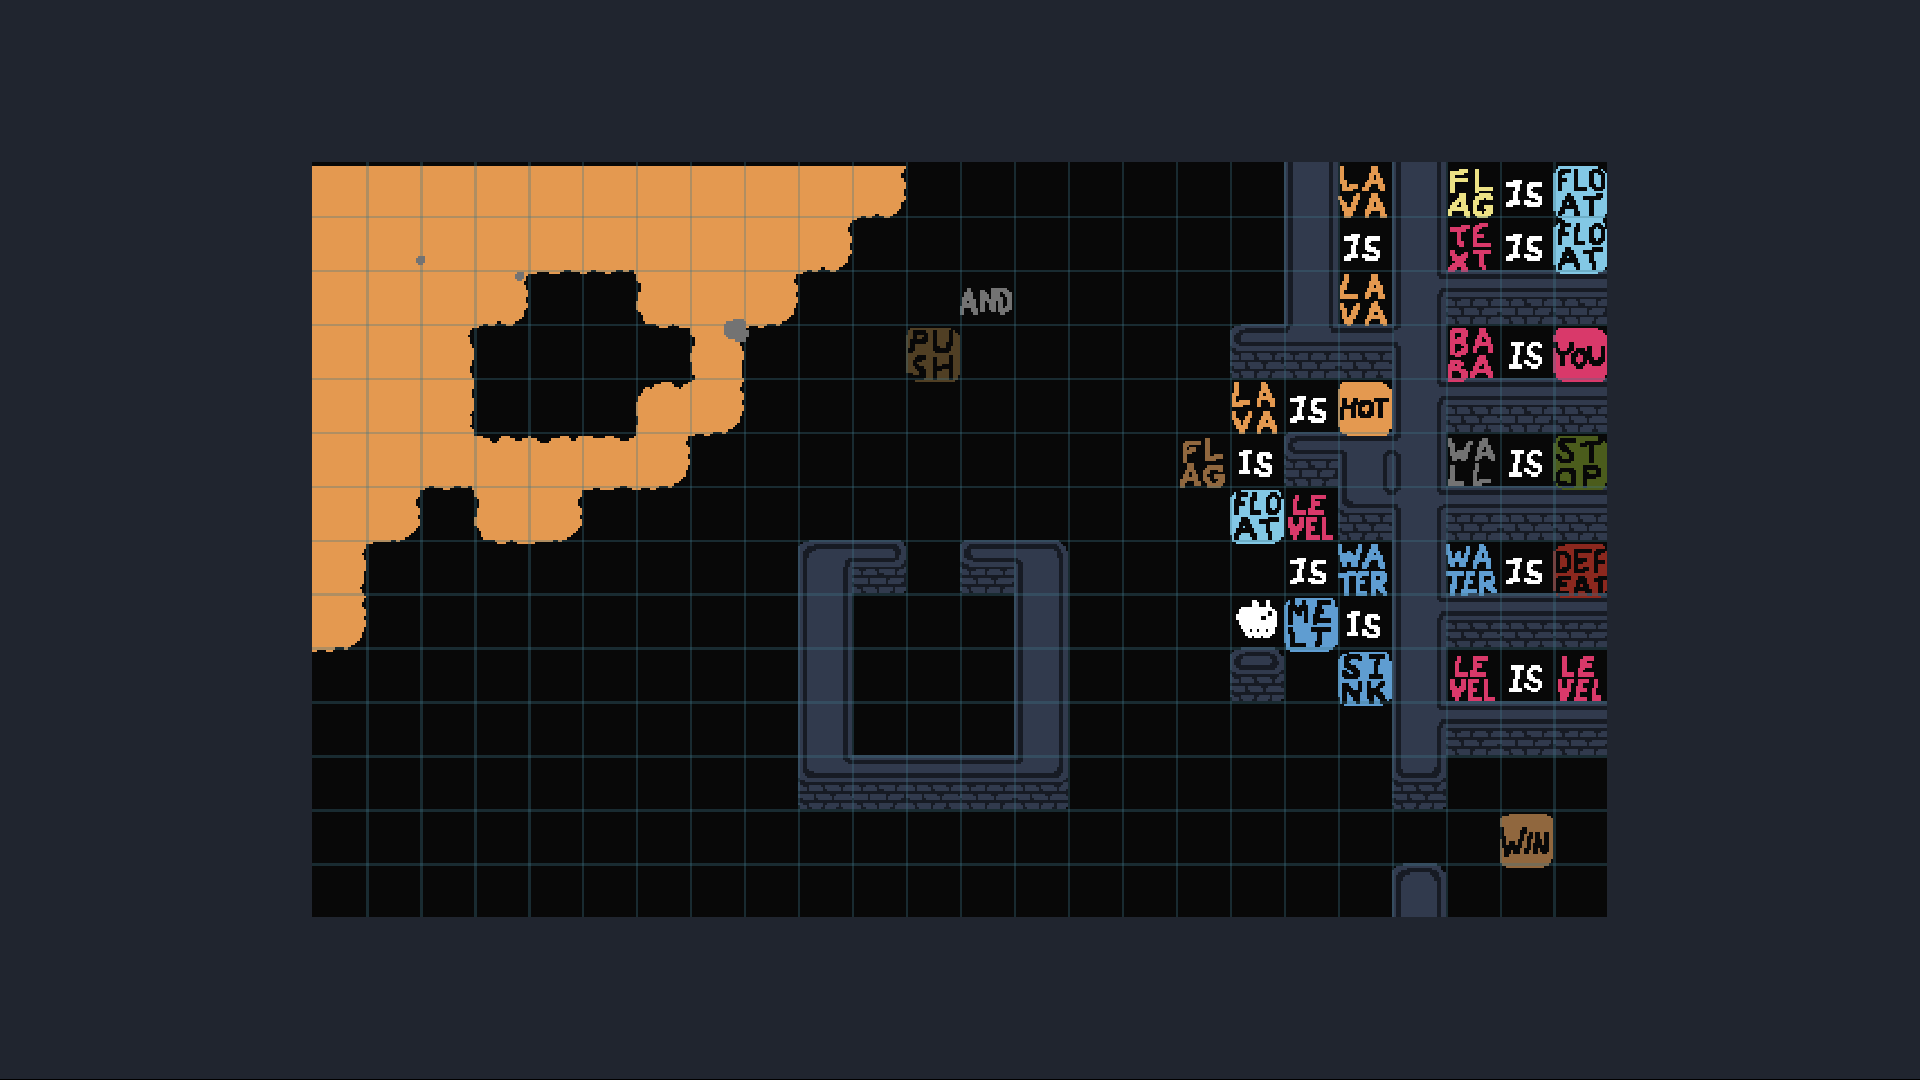 LAVA FLAG IS FLOAT
IS TEXT IS FLOAT
AND LAVA
PUSH BABA IS YOU
LAVA IS HOT
FLAG IS WALL IS STOP
FLOAT LEVEL
IS WATER WATER IS DEFEAT
MELT IS
SINK LEVEL IS LEVEL
WIN